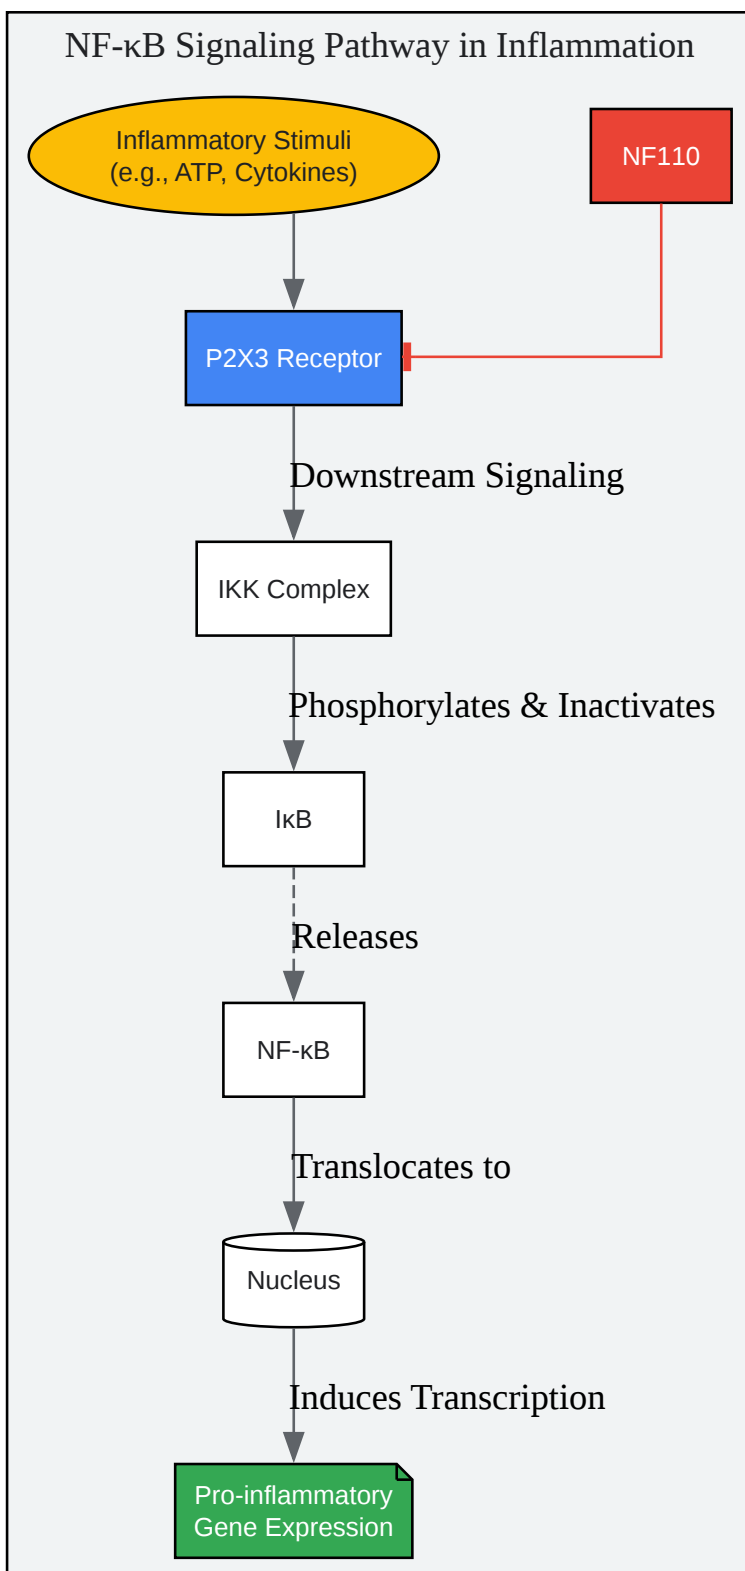 NF-κB Signaling Pathway in Inflammation
Inflammatory Stimuli
(e.g., ATP, Cytokines)
NF110
P2X3 Receptor
Downstream Signaling
IKK Complex
Phosphorylates & Inactivates
IκB
Releases
NF-κB
Translocates to
Nucleus
Induces Transcription
Pro-inflammatory
Gene Expression